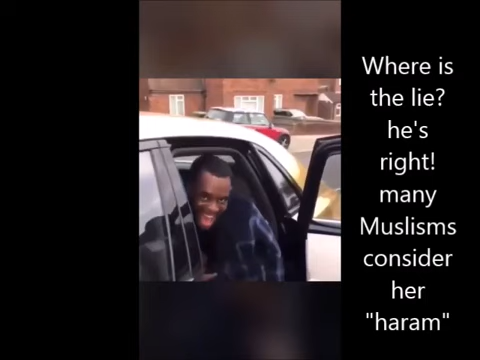 Where is
the lie?
he's
right!
many
Muslisms
consider
her
"haram"